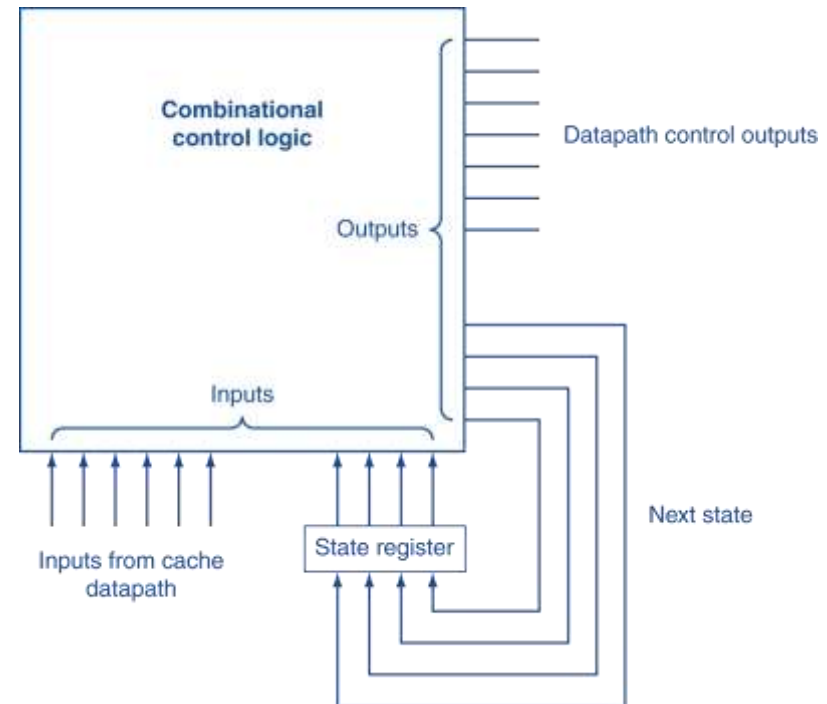 Combinational
control logic
Datapath control outputs
Outputs
Inputs
Next state
State register
Inputs from cache
datapath